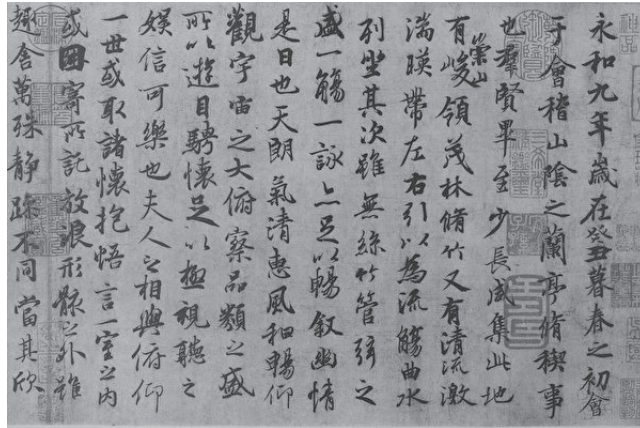 永和九年歲在癸丑暮春之初會
于會稽山陰之蘭亭脩稧事
也羣賢畢至少長咸集此地
有崇山峻領茂林脩竹又有清流激
湍暎帶左右引以為流觴曲水
列坐其次雖無絲竹管弦之
盛一觴一詠亦足以暢叙幽情
是日也天朗氣清惠風和暢仰
觀宇宙之大俯察品類之盛
所以遊目騁懷足以極視聽之
娛信可樂也夫人之相與俯仰
一世或取諸懷抱悟言一室之內
或因寄所託放浪形骸之外雖
趣舍萬殊靜躁不同當其欣